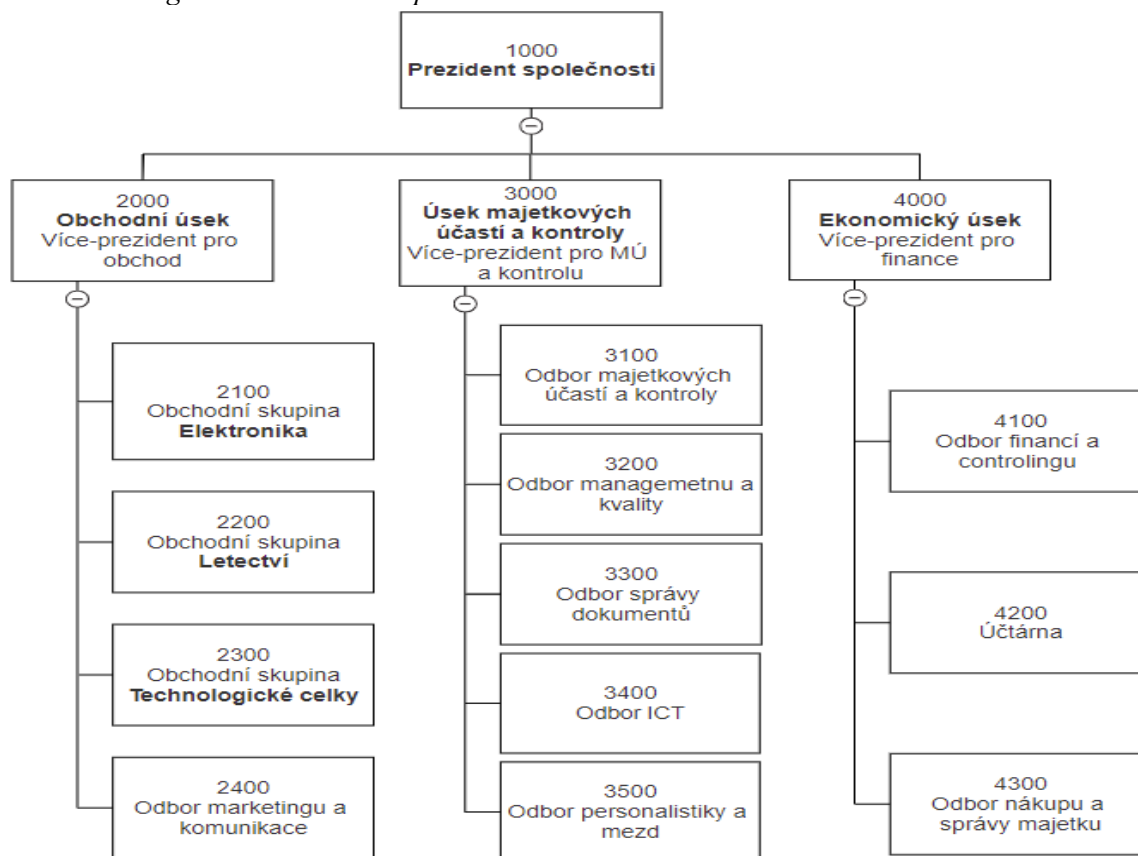 1000
Prezident společnosti
2000
Obchodní úsek
Více-prezident pro
obchod
3000
Úsek majetkových
účastí a kontroly
Více-prezident pro MÚ
a kontrolu
4000
Ekonomický úsek
Více-prezident pro
finance
2100
Obchodní skupina
Elektronika
2200
Obchodní skupina
Letectví
2300
Obchodní skupina
Technologické celky
2400
Odbor marketingu a
komunikace
3100
Odbor majetkových
účastí a kontroly
3200
Odbor managemetnu a
kvality
3300
Odbor správy
dokumentů
3400
Odbor ICT
3500
Odbor personalistiky a
mezd
4100
Odbor financí a
controlingu
4200
Účtárna
4300
Odbor nákupu a
správy majetku